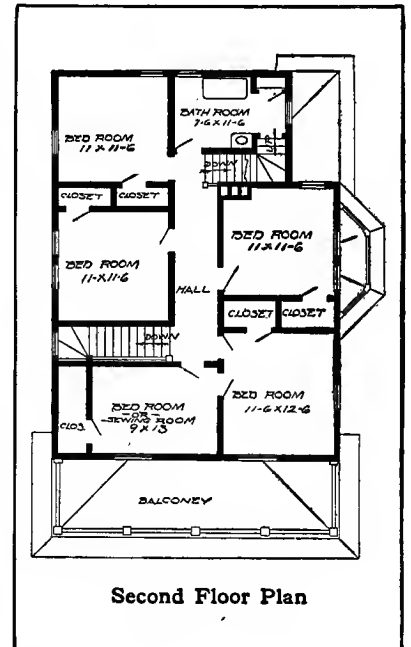 BATH ROOM
7-6 X 11-6
BED ROOM
11 X 11-6
DOWN
UP
CLOSET
CLOSET
BED ROOM
11 X 11-6
BED ROOM
11-X 11-6
HALL
CLOSET
CLOSET
DOWN
BED ROOM
OR
SEWING ROOM
9 X 13
BED ROOM
11-6 X 12-6
CLOS.
BALCONEY
Second Floor Plan